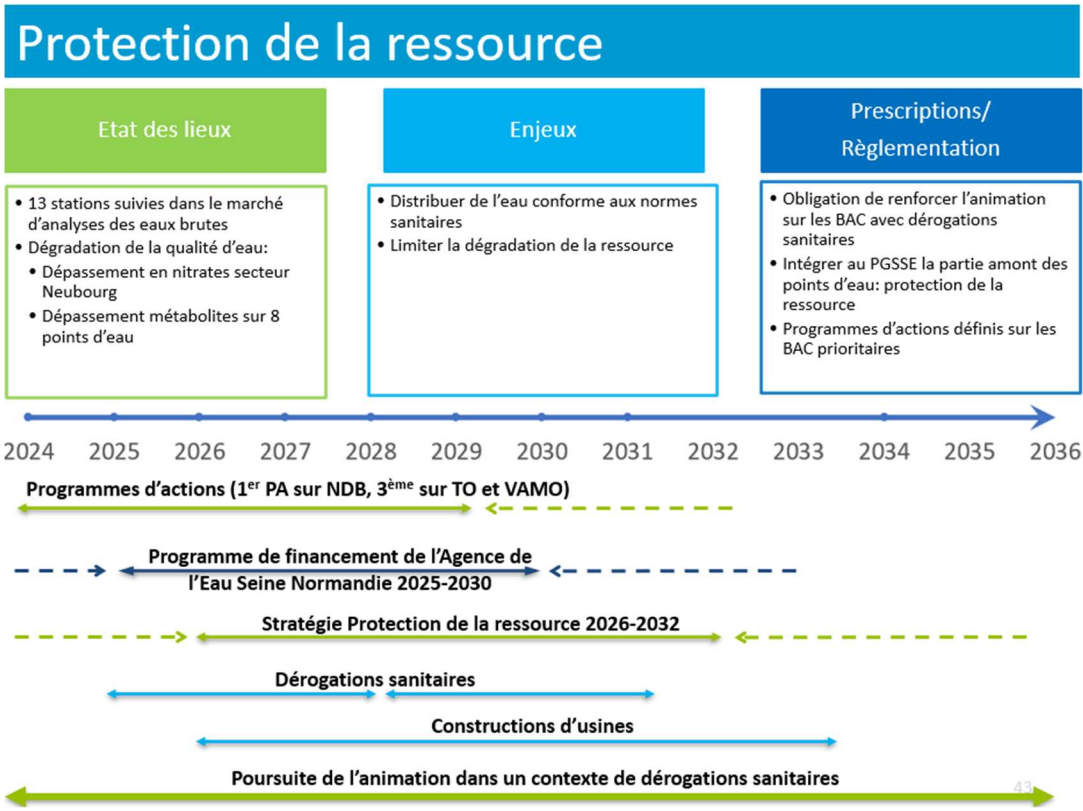 Protection de la ressource
Etat des lieux
Enjeux
Prescriptions/
Règlementation
• 13 stations suivies dans le marché
d'analyses des eaux brutes
• Dégradation de la qualité d'eau:
• Dépassement en nitrates secteur
Neubourg
• Dépassement métabolites sur 8
points d'eau
• Distribuer de l'eau conforme aux normes
sanitaires
• Limiter la dégradation de la ressource
• Obligation de renforcer l'animation
sur les BAC avec dérogations
sanitaires
• Intégrer au PGSSE la partie amont des
points d'eau: protection de la
ressource
• Programmes d'actions définis sur les
BAC prioritaires
2024 2025 2026 2027 2028 2029 2030 2031 2032 2033 2034 2035 2036
Programmes d'actions (1er PA sur NDB, 3ème sur TO et VAMO)
Programme de financement de l'Agence de
l'Eau Seine Normandie 2025-2030
Stratégie Protection de la ressource 2026-2032
Dérogations sanitaires
Constructions d'usines
Poursuite de l'animation dans un contexte de dérogations sanitaires
43